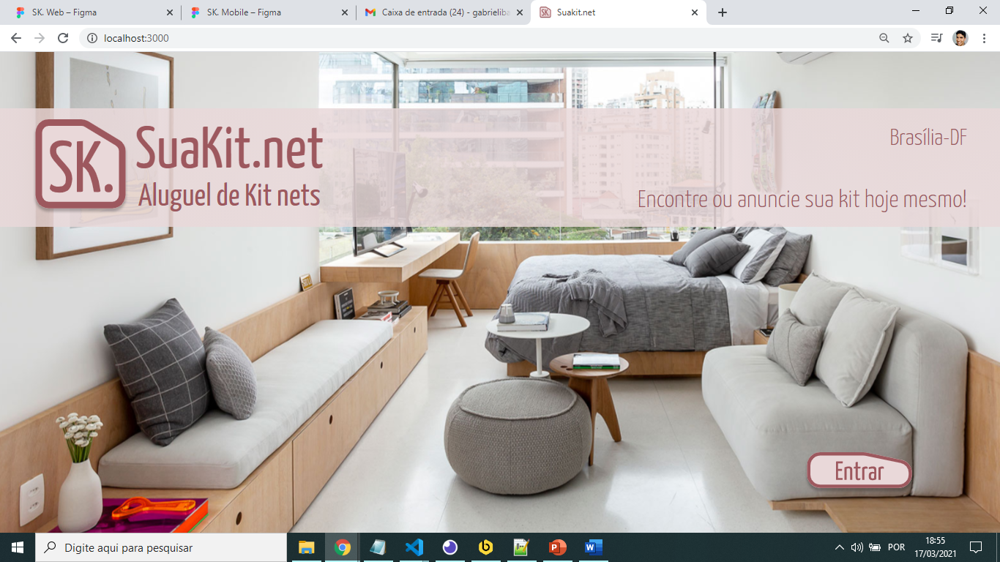 SK. Web – Figma
SK. Mobile – Figma
Caixa de entrada (24) - gabrieliba
SK.
Suakit.net
localhost:3000
SK.
SuaKit.net
Aluguel de Kit nets
Brasília-DF
Encontre ou anuncie sua kit hoje mesmo!
Entrar
Digite aqui para pesquisar
POR
18:55
17/03/2021